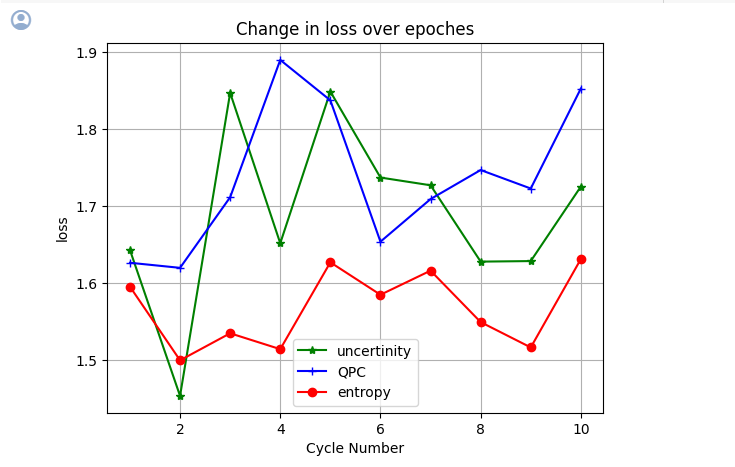 Change in loss over epoches
1.9
1.8
1.7
1.6
1.5
loss
uncertinity
QPC
entropy
2 4 6 8 10
Cycle Number